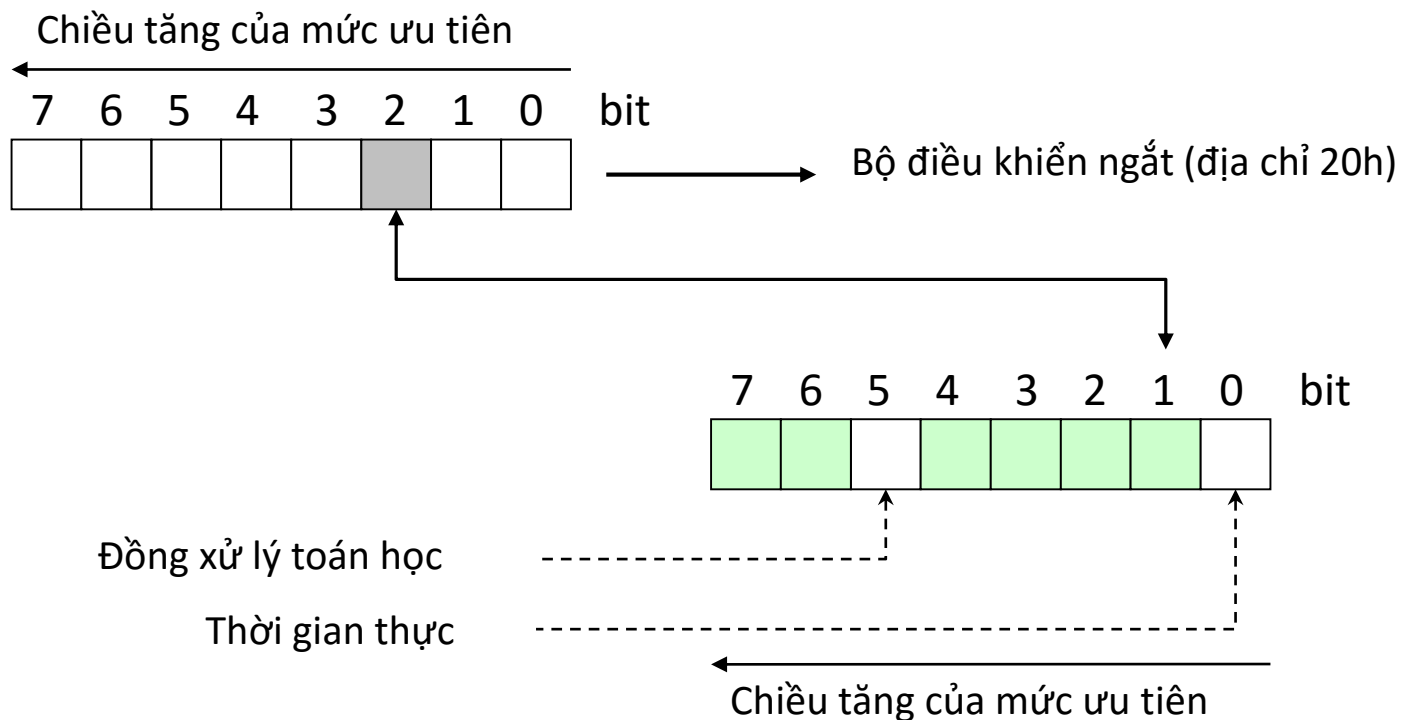 Chiều tăng của mức ưu tiên
7 6 5 4 3 2 1 0 bit
Bộ điều khiển ngắt (địa chỉ 20h)
7 6 5 4 3 2 1 0 bit
Đồng xử lý toán học
Thời gian thực
Chiều tăng của mức ưu tiên